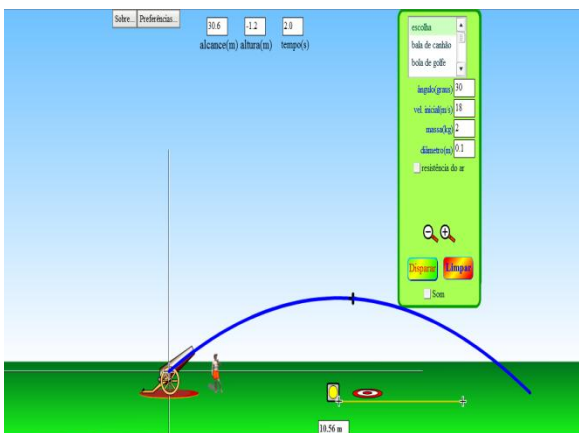 Sobre...
Preferências...
30.6
-1.2
2.0
alcance(m) altura(m) tempo(s)
escolha
bala de canhão
bola de golfe
ângulo(graus) 30
vel. inicial(m/s) 18
massa(kg) 2
diâmetro(m) 0.1
resistência do ar
Disparar
Limpar
Som
10.56 m